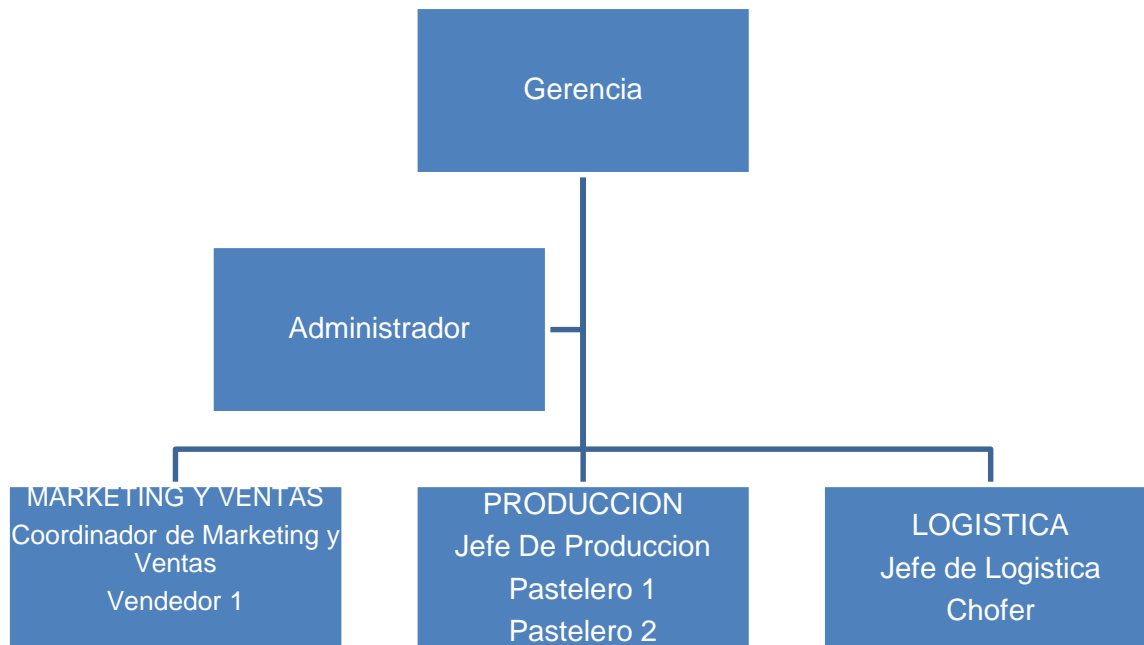 Gerencia
Administrador
MARKETING Y VENTAS
Coordinador de Marketing y
Ventas
Vendedor 1
PRODUCCION
Jefe De Produccion
Pastelero 1
Pastelero 2
LOGISTICA
Jefe de Logistica
Chofer